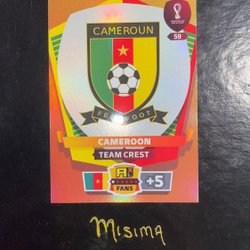 CAMEROUN
59
FECAFOOT
CAMEROON
TEAM CREST
FANS
+5
Misima